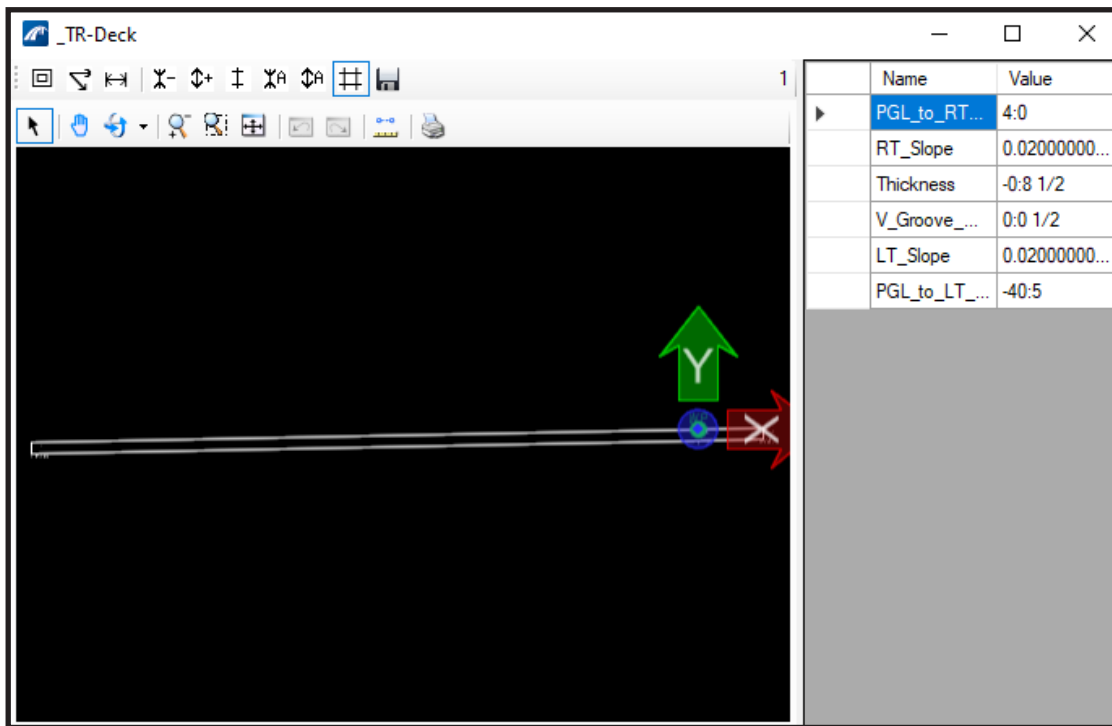 _TR-Deck
1
Name Value
PGL_to_RT... 4:0
RT_Slope 0.02000000...
Thickness -0:8 1/2
V_Groove_... 0:0 1/2
LT_Slope 0.02000000...
PGL_to_LT_... -40:5
Y
WP
X